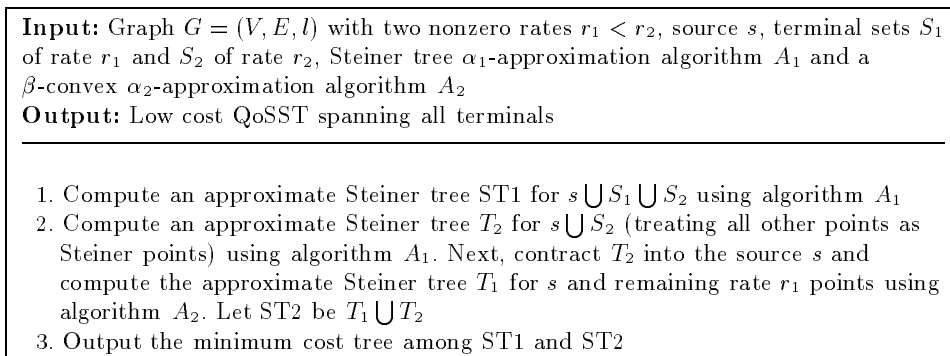 Input: Graph G = (V, E, l) with two nonzero rates r₁ < r₂, source s, terminal sets S₁
of rate r₁ and S₂ of rate r₂, Steiner tree α₁-approximation algorithm A₁ and a
β-convex α₂-approximation algorithm A₂
Output: Low cost QoSST spanning all terminals
1. Compute an approximate Steiner tree ST1 for s ⋃ S₁ ⋃ S₂ using algorithm A₁
2. Compute an approximate Steiner tree T₂ for s ⋃ S₂ (treating all other points as
Steiner points) using algorithm A₁. Next, contract T₂ into the source s and
compute the approximate Steiner tree T₁ for s and remaining rate r₁ points using
algorithm A₂. Let ST2 be T₁ ⋃ T₂
3. Output the minimum cost tree among ST1 and ST2